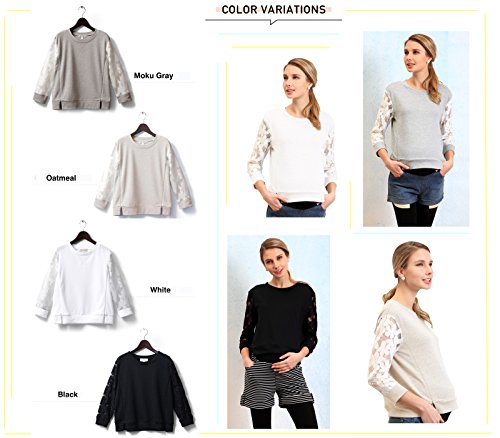 COLOR VARIATIONS
Moku Gray
Oatmeal
White
Black